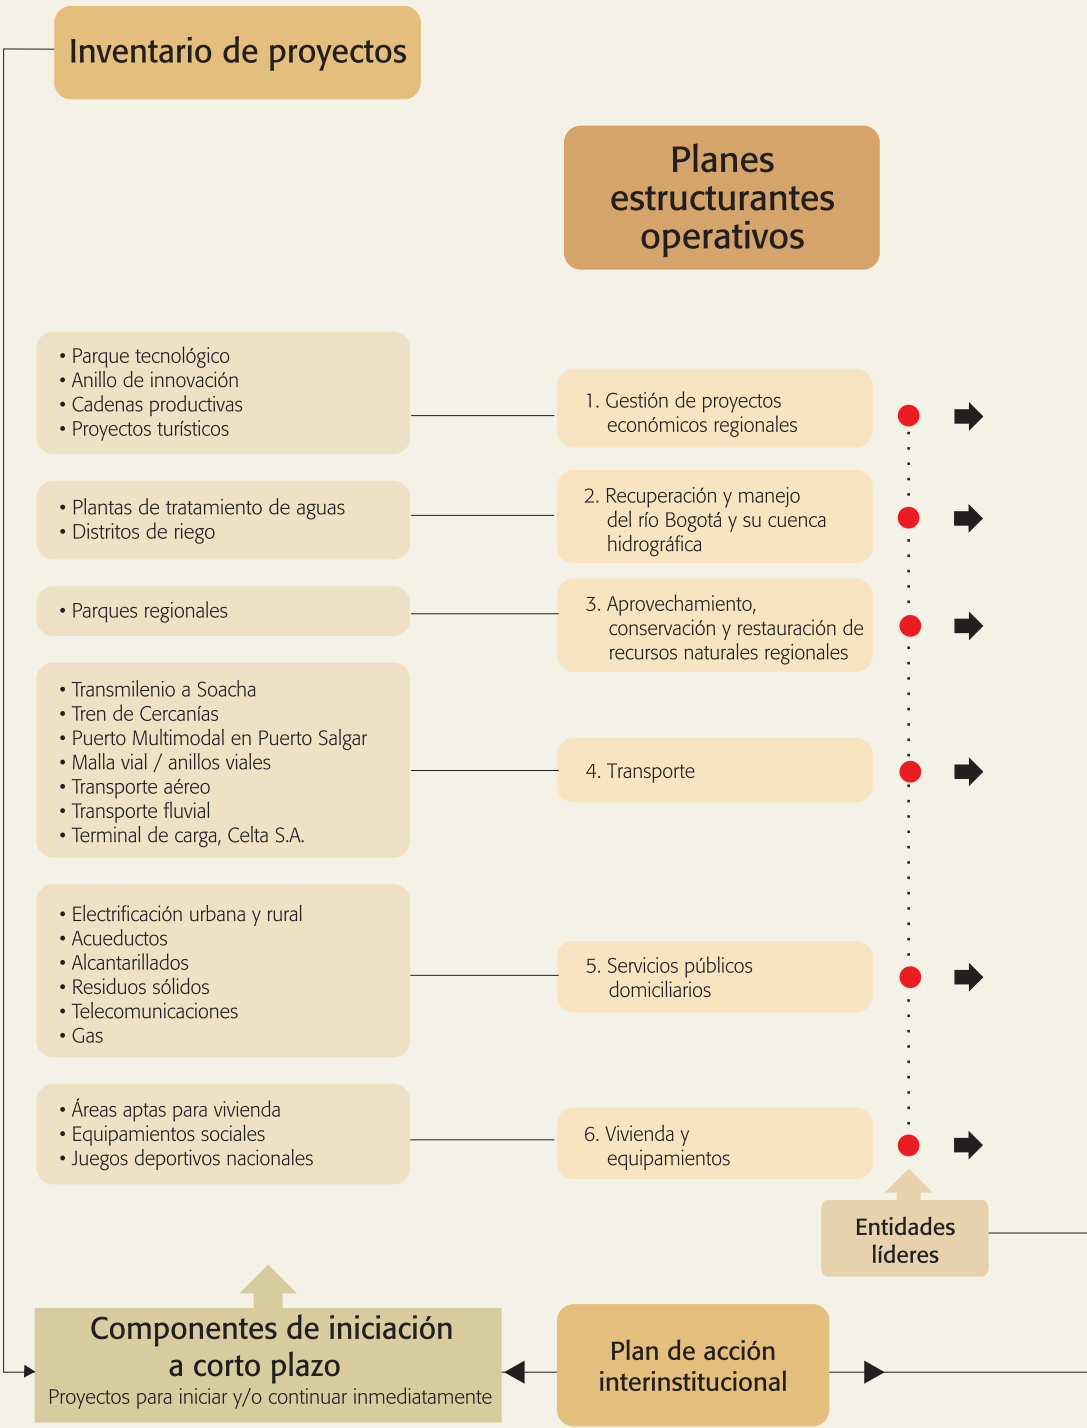 Inventario de proyectos
Planes
estructurantes
operativos
• Parque tecnológico
• Anillo de innovación
• Cadenas productivas
• Proyectos turísticos
1. Gestión de proyectos
económicos regionales
• Plantas de tratamiento de aguas
• Distritos de riego
2. Recuperación y manejo
del río Bogotá y su cuenca
hidrográfica
• Parques regionales
3. Aprovechamiento,
conservación y restauración de
recursos naturales regionales
• Transmilenio a Soacha
• Tren de Cercanías
• Puerto Multimodal en Puerto Salgar
• Malla vial / anillos viales
• Transporte aéreo
• Transporte fluvial
• Terminal de carga, Celta S.A.
4. Transporte
• Electrificación urbana y rural
• Acueductos
• Alcantarillados
• Residuos sólidos
• Telecomunicaciones
• Gas
5. Servicios públicos
domiciliarios
• Áreas aptas para vivienda
• Equipamientos sociales
• Juegos deportivos nacionales
6. Vivienda y
equipamientos
Entidades
líderes
Componentes de iniciación
a corto plazo
Proyectos para iniciar y/o continuar inmediatamente
Plan de acción
interinstitucional